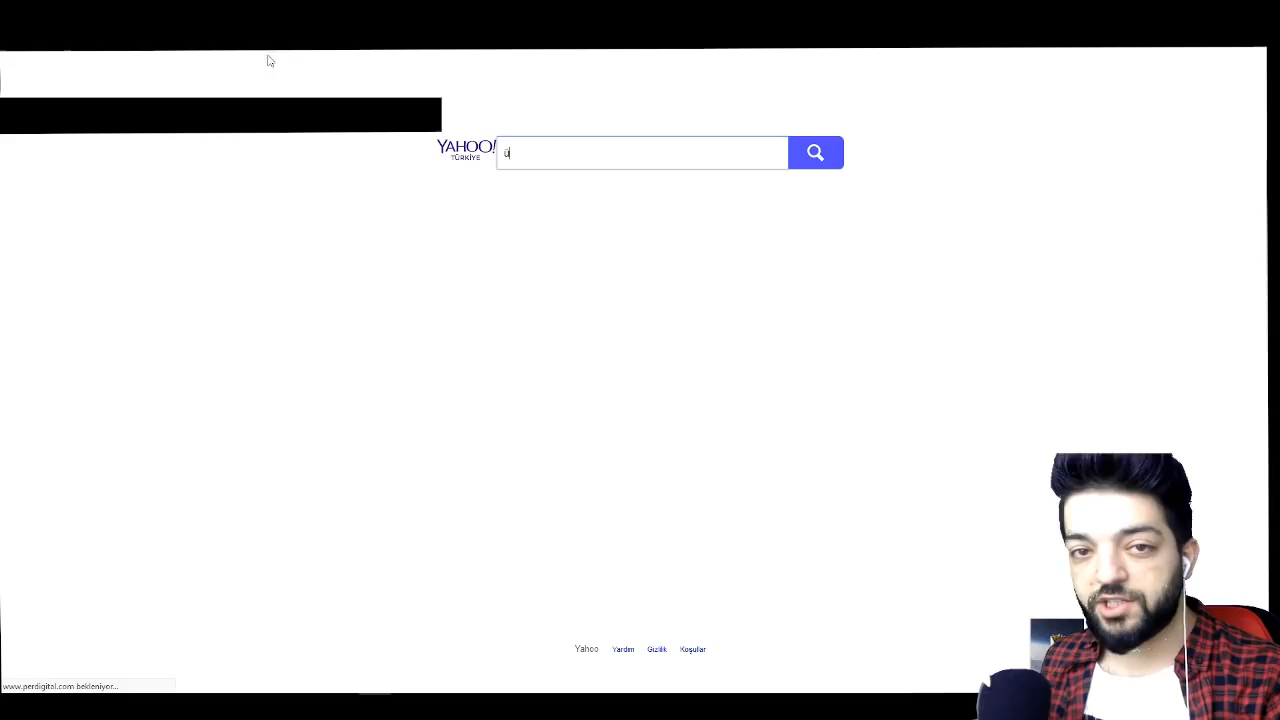 YAHOO!
TÜRKİYE
ü
Yahoo Yardım Gizlilik Koşullar
www.perdigital.com bekleniyor...